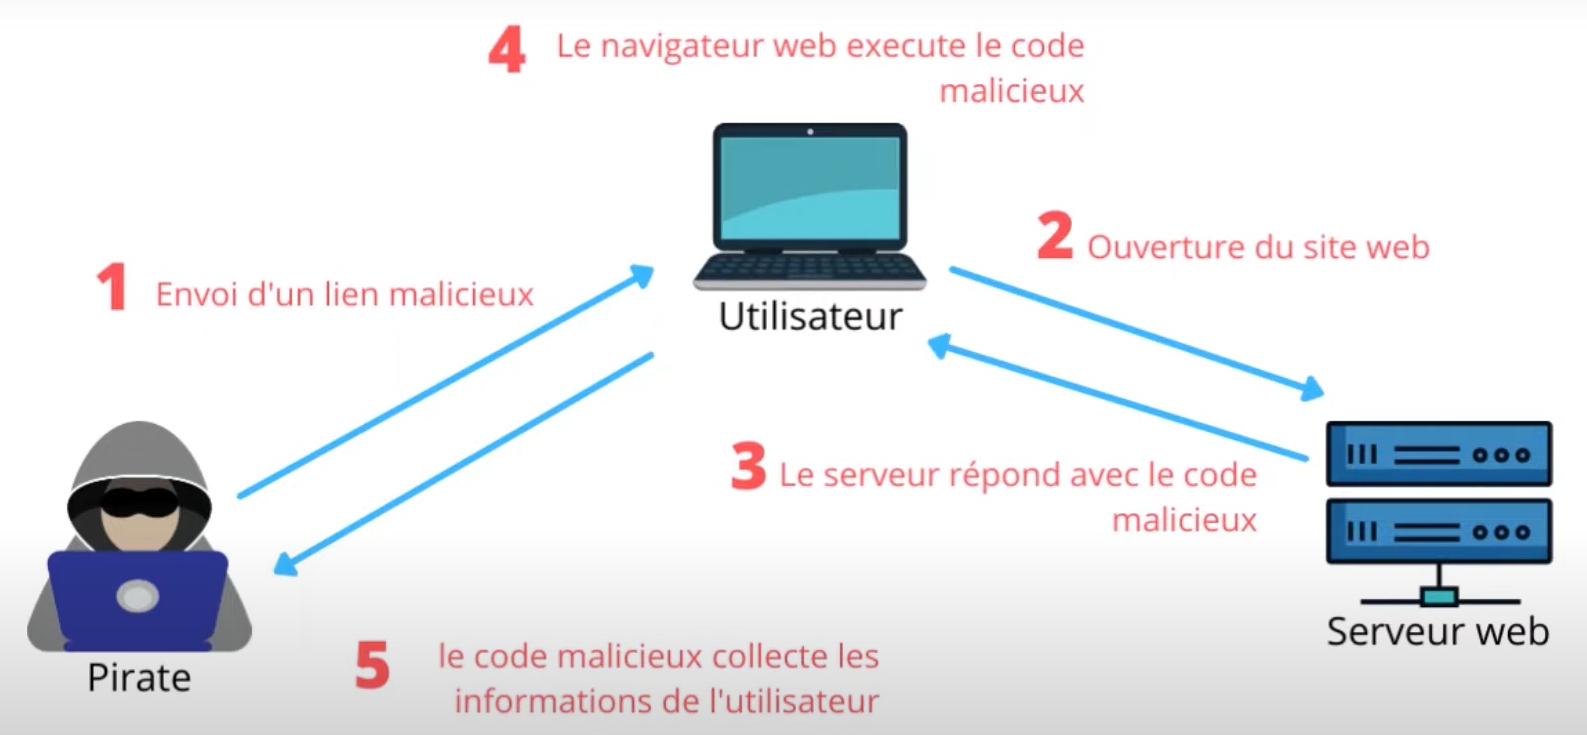 4 Le navigateur web execute le code
malicieux
2 Ouverture du site web
1 Envoi d'un lien malicieux
Utilisateur
3 Le serveur répond avec le code
malicieux
Serveur web
Pirate
5 le code malicieux collecte les
informations de l'utilisateur